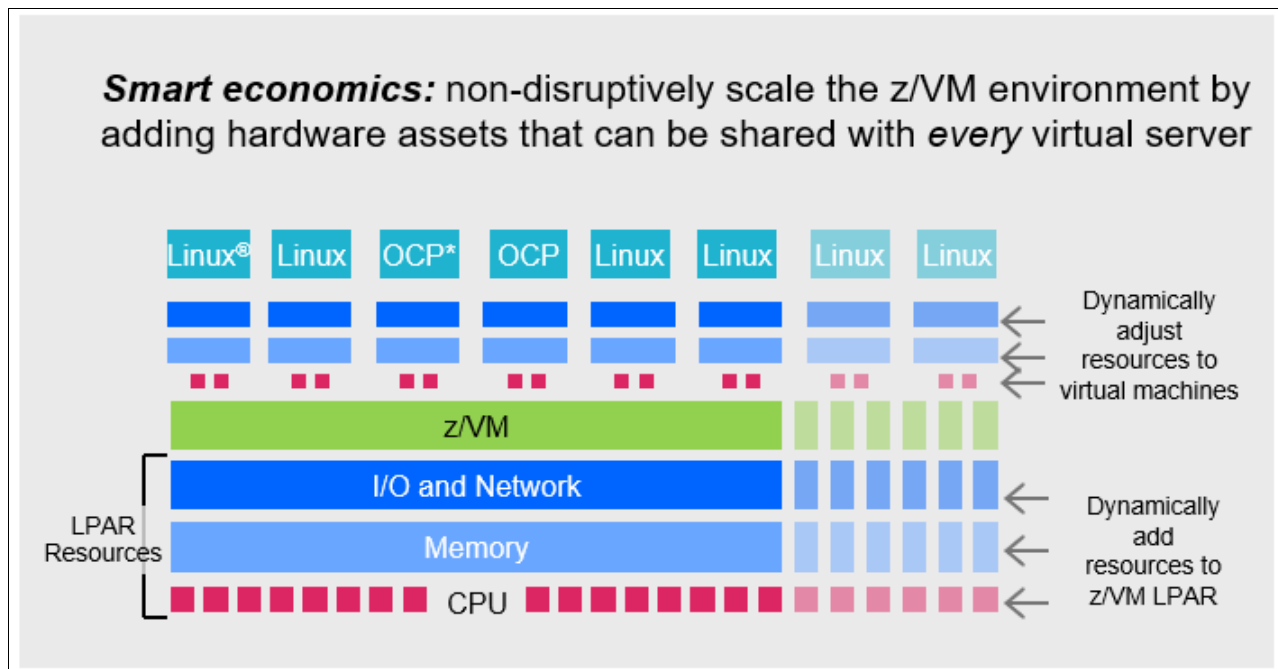 Smart economics: non-disruptively scale the z/VM environment by
adding hardware assets that can be shared with every virtual server
Linux® Linux OCP* OCP Linux Linux Linux Linux
Dynamically
adjust
resources to
virtual machines
z/VM
I/O and Network
LPAR
Resources
Memory
CPU
Dynamically
add
resources to
z/VM LPAR